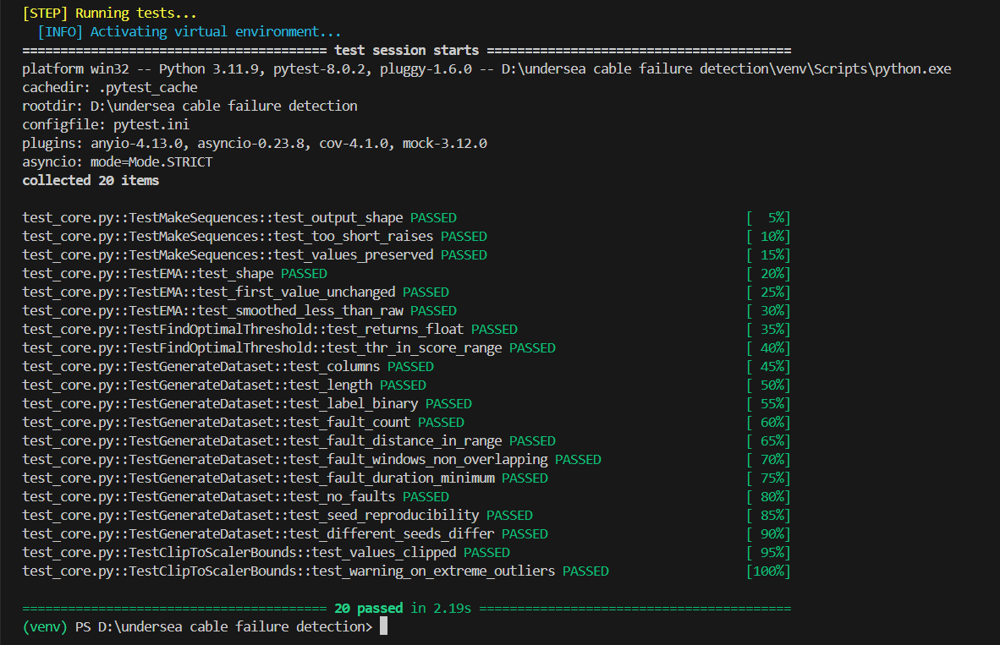 [STEP] Running tests...
[INFO] Activating virtual environment...
======================================== test session starts ========================================
platform win32 -- Python 3.11.9, pytest-8.0.2, pluggy-1.6.0 -- D:\undersea cable failure detection\venv\Scripts\python.exe
cachedir: .pytest_cache
rootdir: D:\undersea cable failure detection
configfile: pytest.ini
plugins: anyio-4.13.0, asyncio-0.23.8, cov-4.1.0, mock-3.12.0
asyncio: mode=Mode.STRICT
collected 20 items
test_core.py::TestMakeSequences::test_output_shape PASSED [  5%]
test_core.py::TestMakeSequences::test_too_short_raises PASSED [ 10%]
test_core.py::TestMakeSequences::test_values_preserved PASSED [ 15%]
test_core.py::TestEMA::test_shape PASSED [ 20%]
test_core.py::TestEMA::test_first_value_unchanged PASSED [ 25%]
test_core.py::TestEMA::test_smoothed_less_than_raw PASSED [ 30%]
test_core.py::TestFindOptimalThreshold::test_returns_float PASSED [ 35%]
test_core.py::TestFindOptimalThreshold::test_thr_in_score_range PASSED [ 40%]
test_core.py::TestGenerateDataset::test_columns PASSED [ 45%]
test_core.py::TestGenerateDataset::test_length PASSED [ 50%]
test_core.py::TestGenerateDataset::test_label_binary PASSED [ 55%]
test_core.py::TestGenerateDataset::test_fault_count PASSED [ 60%]
test_core.py::TestGenerateDataset::test_fault_distance_in_range PASSED [ 65%]
test_core.py::TestGenerateDataset::test_fault_windows_non_overlapping PASSED [ 70%]
test_core.py::TestGenerateDataset::test_fault_duration_minimum PASSED [ 75%]
test_core.py::TestGenerateDataset::test_no_faults PASSED [ 80%]
test_core.py::TestGenerateDataset::test_seed_reproducibility PASSED [ 85%]
test_core.py::TestGenerateDataset::test_different_seeds_differ PASSED [ 90%]
test_core.py::TestClipToScalerBounds::test_values_clipped PASSED [ 95%]
test_core.py::TestClipToScalerBounds::test_warning_on_extreme_outliers PASSED [100%]
======================================== 20 passed in 2.19s =========================================
(venv) PS D:\undersea cable failure detection>